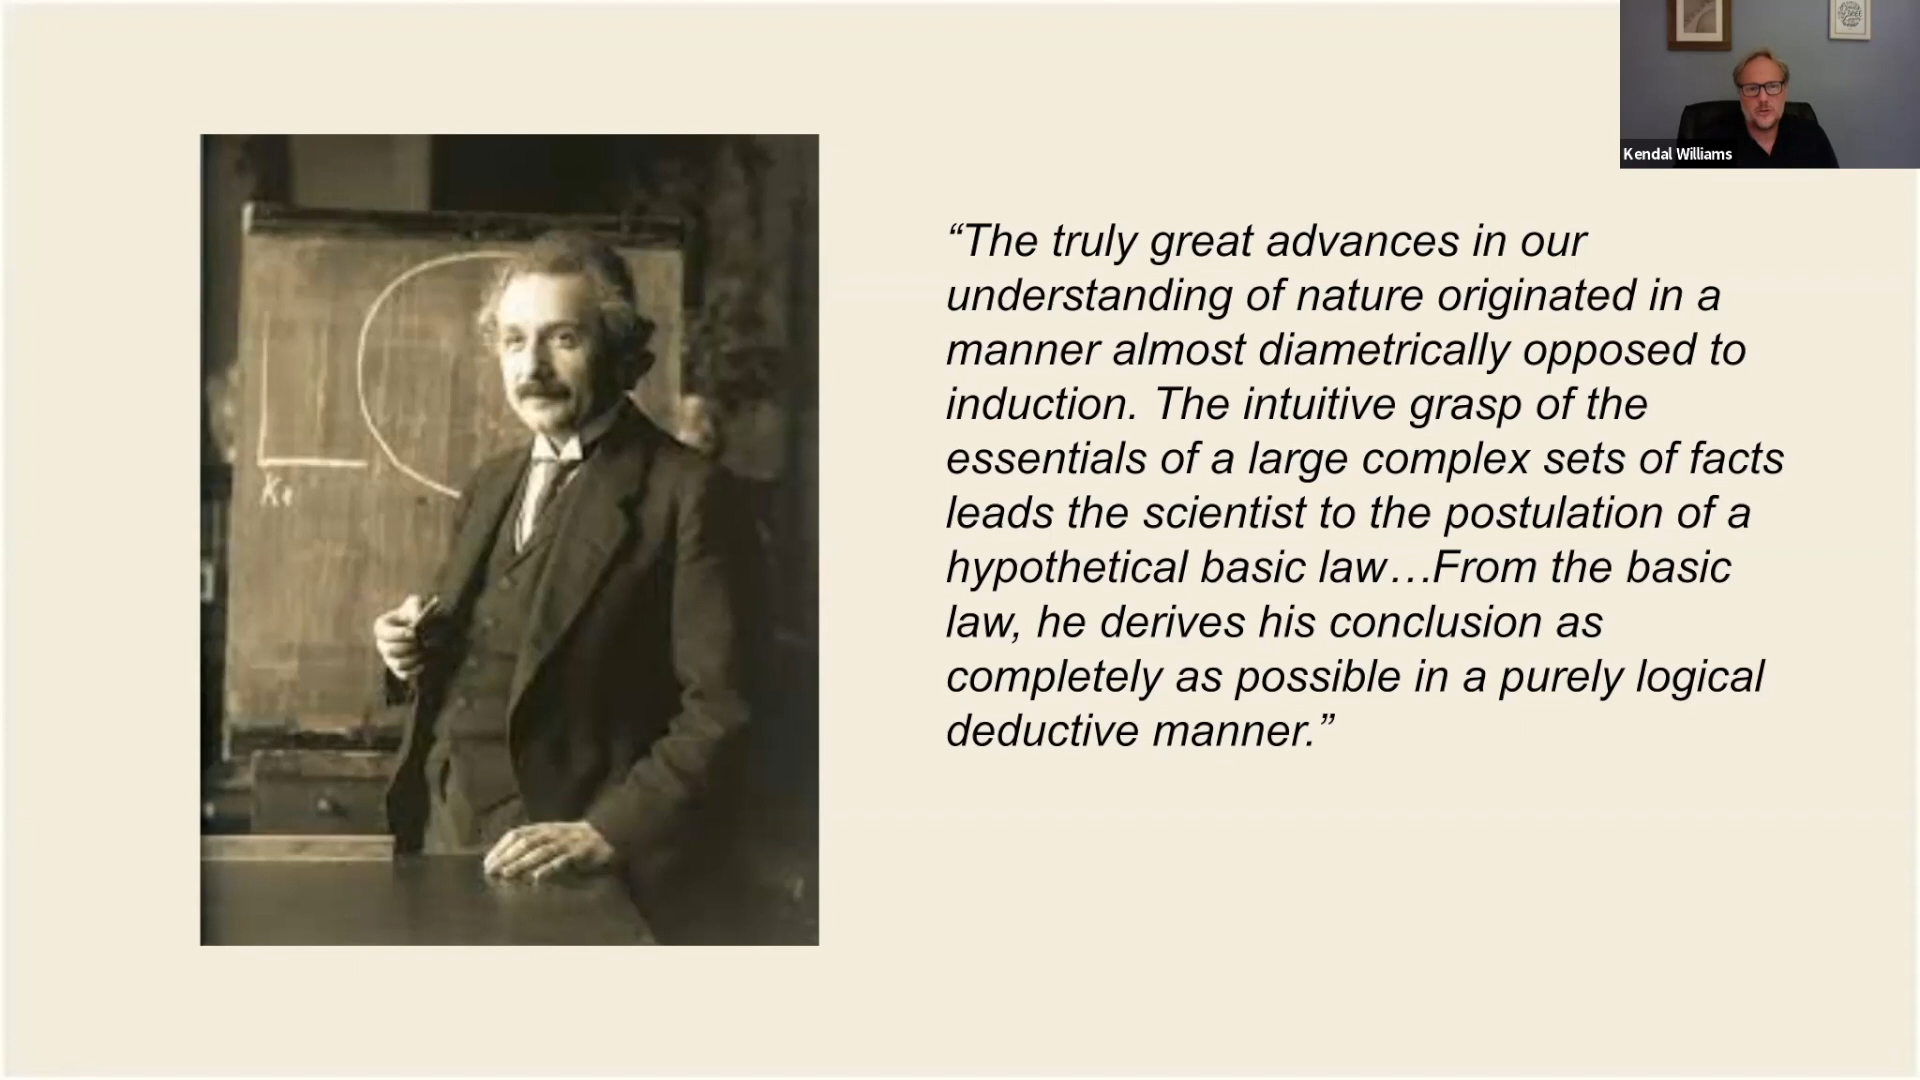 Kendal Williams
“The truly great advances in our
understanding of nature originated in a
manner almost diametrically opposed to
induction. The intuitive grasp of the
essentials of a large complex sets of facts
leads the scientist to the postulation of a
hypothetical basic law…From the basic
law, he derives his conclusion as
completely as possible in a purely logical
deductive manner.”